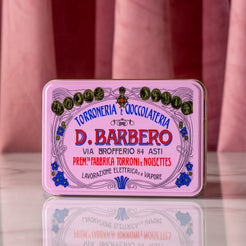 TORRONERIA E CIOCCOLATERIA
D. BARBERO
VIA BROFFERIO 84 ASTI
PREM.TA FABBRICA TORRONI E NOISETTES
LAVORAZIONE ELETTRICA E A VAPORE